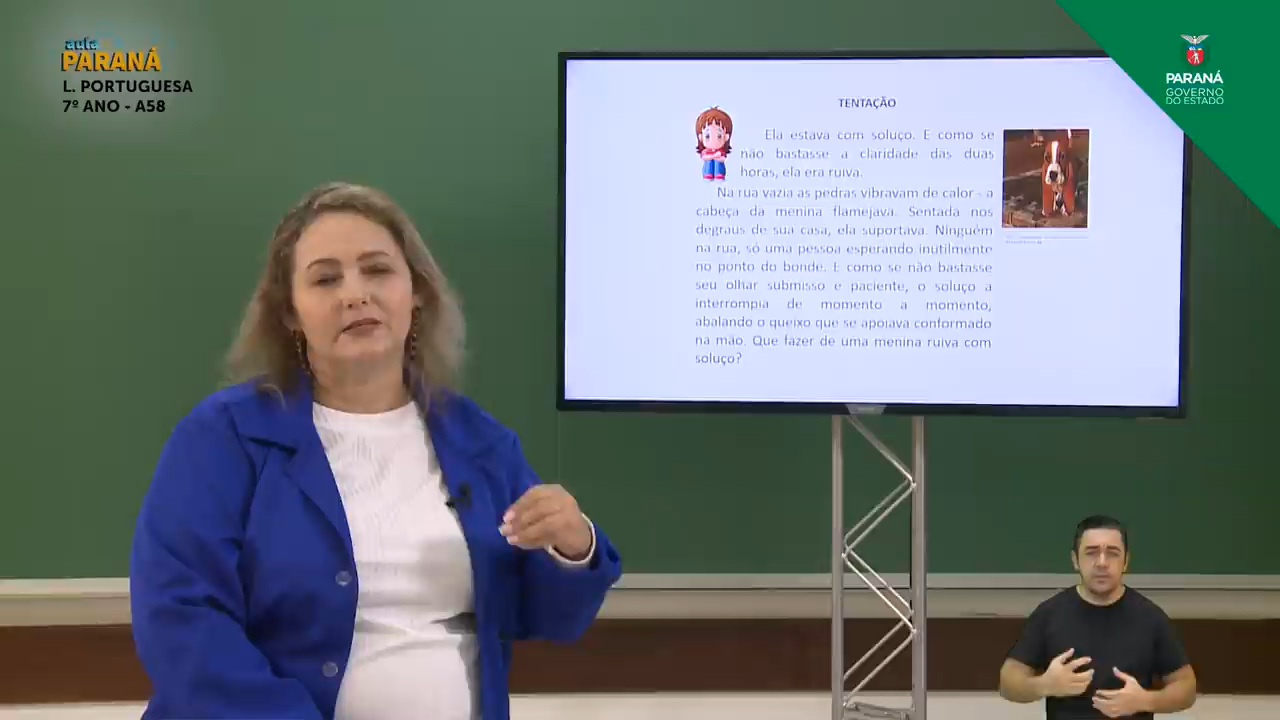 aula
PARANÁ
L. PORTUGUESA
7º ANO - A58
PARANÁ
GOVERNO
DO ESTADO
TENTAÇÃO
Ela estava com soluço. E como se
não bastasse a claridade das duas
horas, ela era ruiva.
Na rua vazia as pedras vibravam de calor - a
cabeça da menina flamejava. Sentada nos
degraus de sua casa, ela suportava. Ninguém
na rua, só uma pessoa esperando inutilmente
no ponto do bonde. E como se não bastasse
seu olhar submisso e paciente, o soluço a
interrompia de momento a momento,
abalando o queixo que se apoiava conformado
na mão. Que fazer de uma menina ruiva com
soluço?